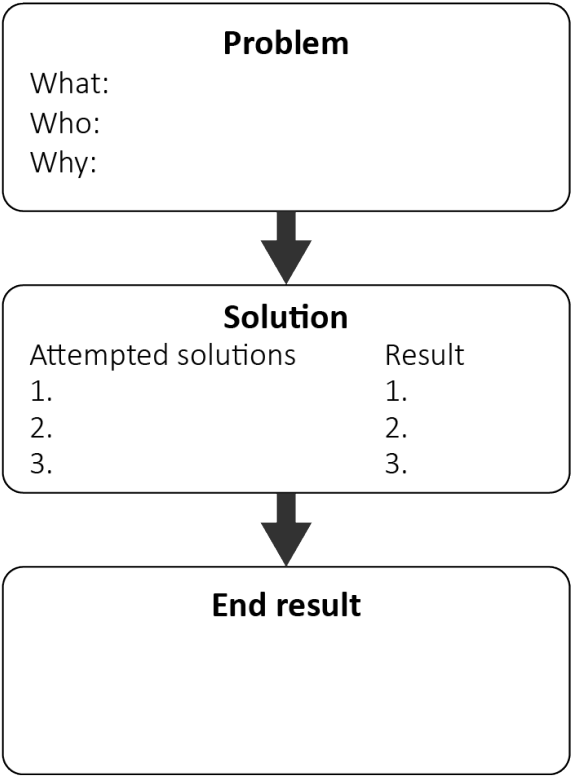 Problem
What:
Who:
Why:
Solution
Attempted solutions Result
1. 1.
2. 2.
3. 3.
End result